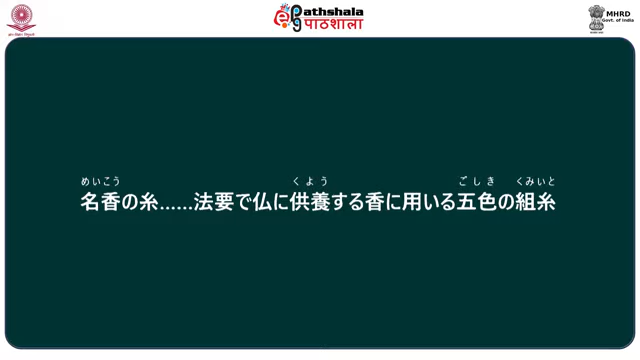 ePathshala
पाठशाला
MHRD
Govt. of India
めいこう くよう ごしき くみいと
名香の糸……法要で仏に供養する香に用いる五色の組糸